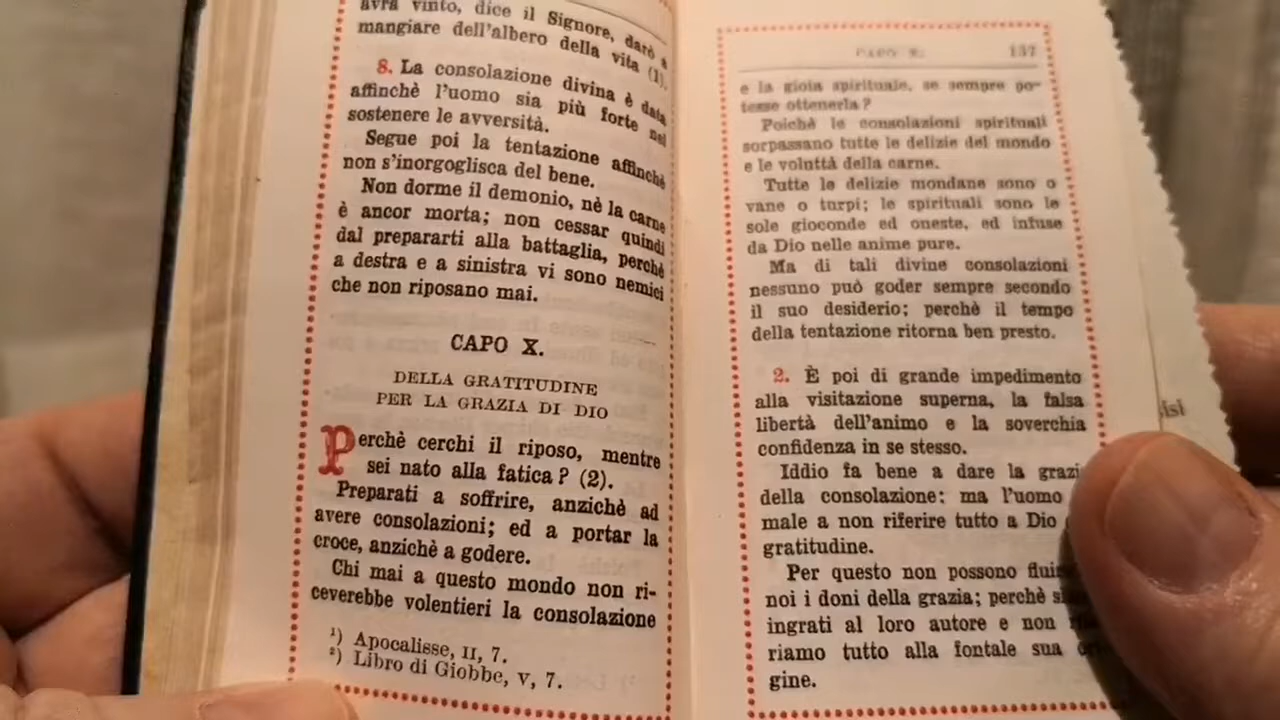 avrà vinto, dice il Signore, darò a
mangiare dell'albero della vita (1).
8. La consolazione divina è data
affinchè l'uomo sia più forte nel
sostenere le avversità.
Segue poi la tentazione affinchè
non s'inorgoglisca del bene.
Non dorme il demonio, nè la carne
è ancor morta; non cessar quindi
dal prepararti alla battaglia, perchè
a destra e a sinistra vi sono nemici
che non riposano mai.
CAPO X.
DELLA GRATITUDINE
PER LA GRAZIA DI DIO
Perchè cerchi il riposo, mentre
sei nato alla fatica? (2).
Preparati a soffrire, anzichè ad
avere consolazioni; ed a portar la
croce, anzichè a godere.
Chi mai a questo mondo non ri-
ceverebbe volentieri la consolazione
¹) Apocalisse, II, 7.
²) Libro di Giobbe, V, 7.
CAPO X. 137
e la gioia spirituale, se sempre po-
tesse ottenerla?
Poichè le consolazioni spirituali
sorpassano tutte le delizie del mondo
e le voluttà della carne.
Tutte le delizie mondane sono o
vane o turpi; le spirituali sono le
sole gioconde ed oneste, ed infuse
da Dio nelle anime pure.
Ma di tali divine consolazioni
nessuno può goder sempre secondo
il suo desiderio; perchè il tempo
della tentazione ritorna ben presto.
2. È poi di grande impedimento
alla visitazione superna, la falsa
libertà dell'animo e la soverchia
confidenza in se stesso.
Iddio fa bene a dare la grazi
della consolazione: ma l'uomo
male a non riferire tutto a Dio
gratitudine.
Per questo non possono
noi i doni della grazia; perchè
ingrati al loro autore e non
riamo tutto alla fontale sua
gine.
isi